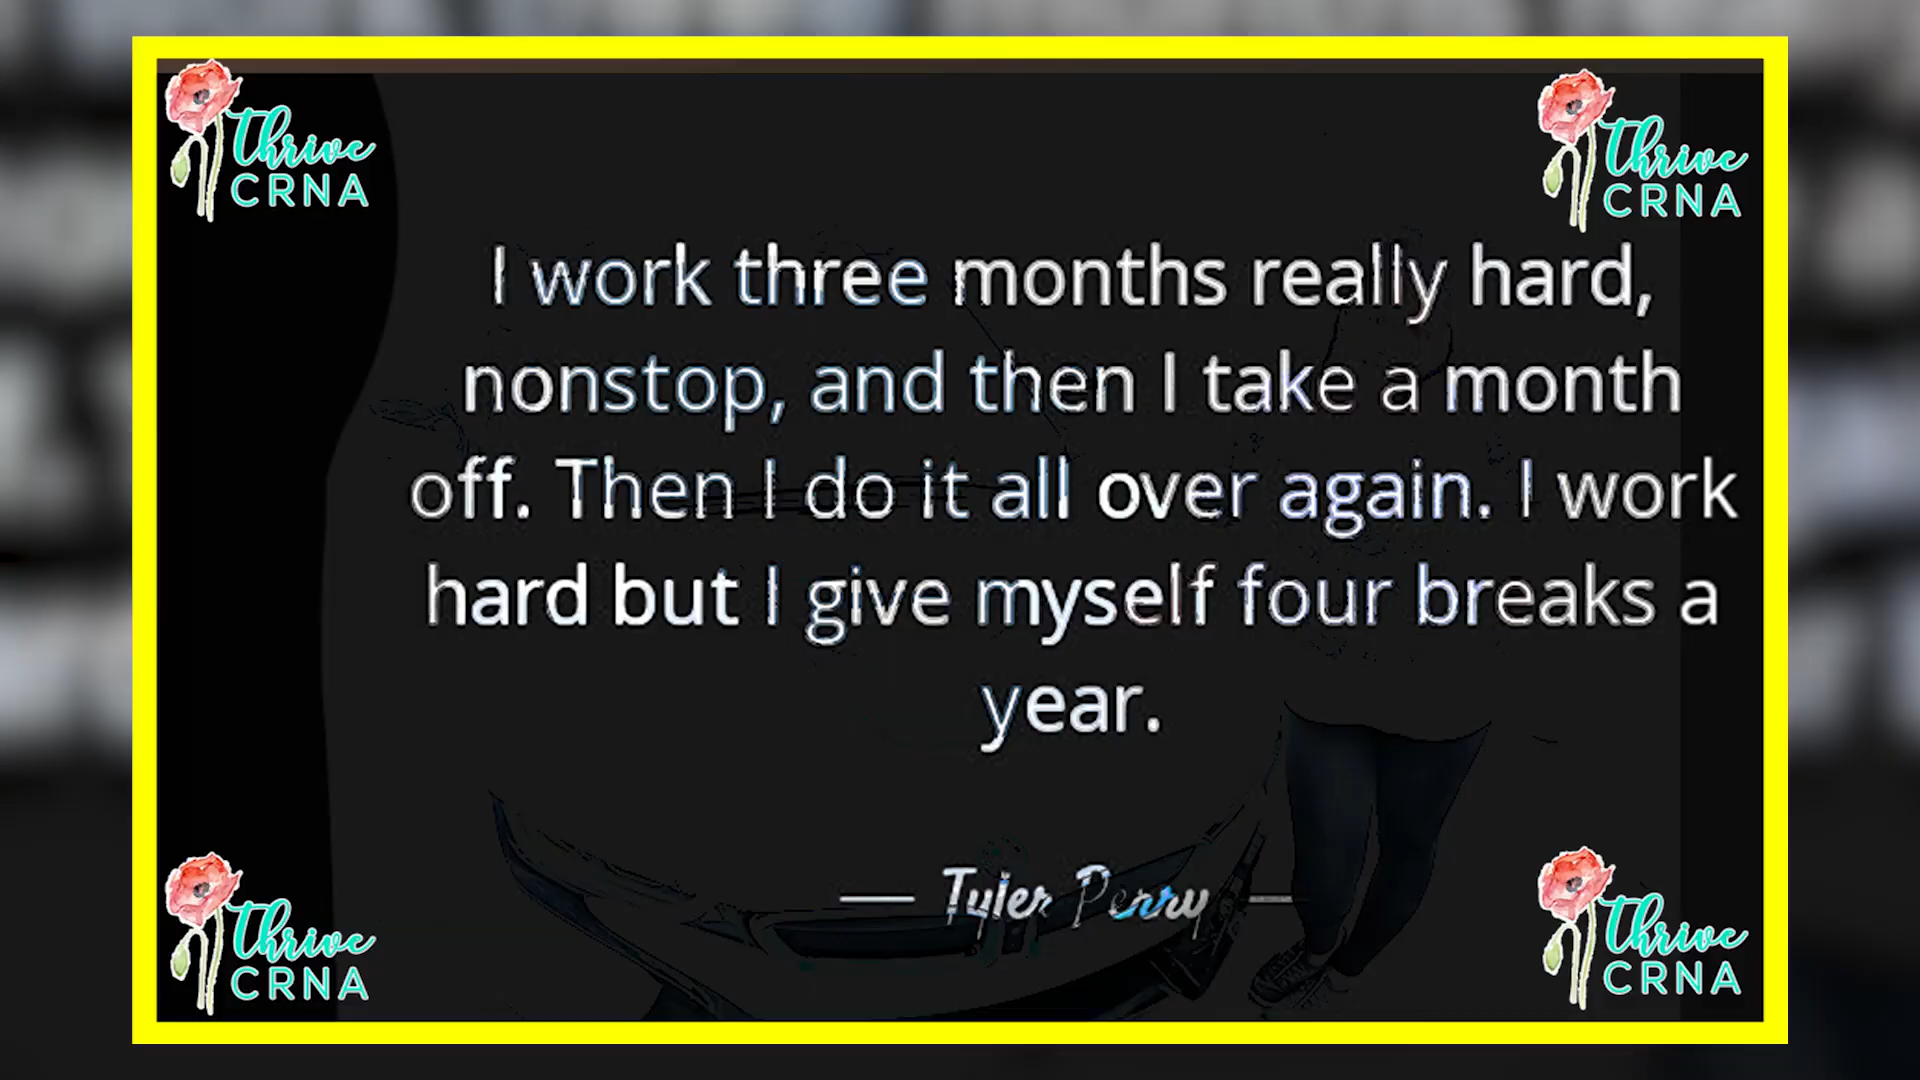 Thrive
CRNA
Thrive
CRNA
I work three months really hard,
nonstop, and then I take a month
off. Then I do it all over again. I work
hard but I give myself four breaks a
year.
— Tyler Perry —
Thrive
CRNA
Thrive
CRNA